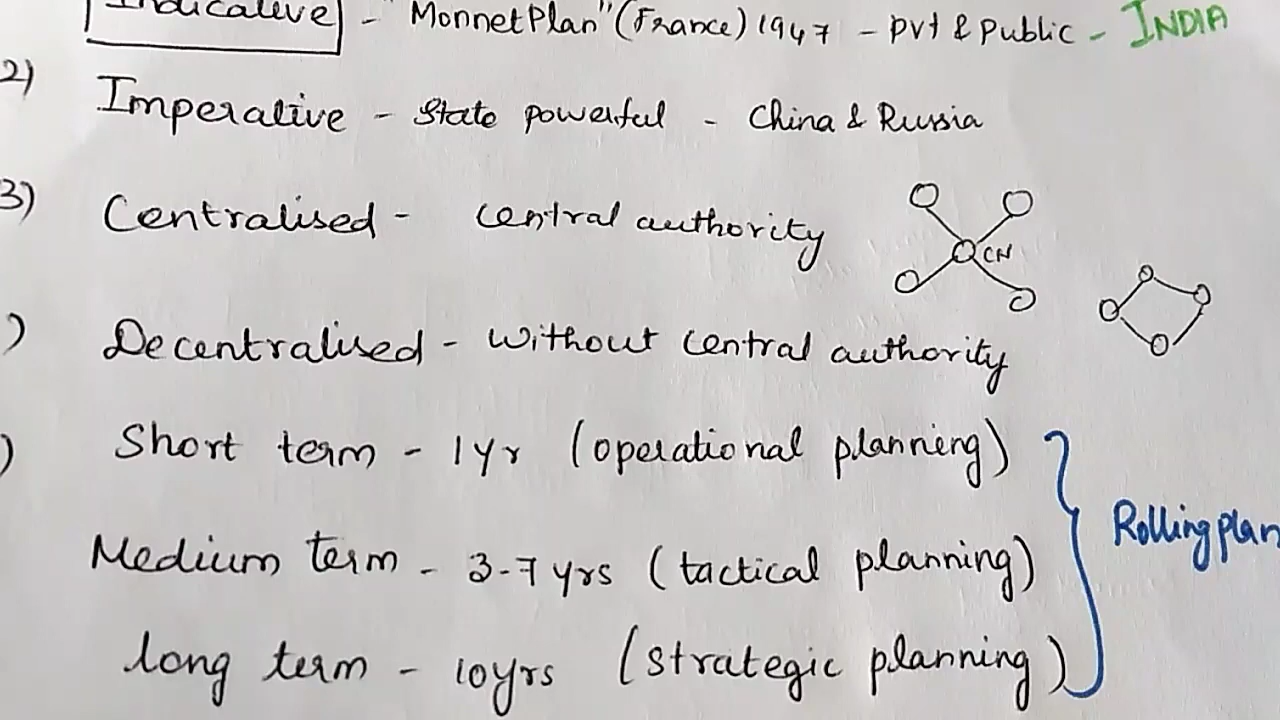 Indicative - "Monnet Plan" (France) 1947 - pvt & Public - INDIA
2) Imperative - State powerful - China & Russia
3) Centralised - central authority
CN
) Decentralised - without central authority
) Short term - 1yr (operational planning)
Medium term - 3-7 yrs (tactical planning)
Rolling plan
long term - 10yrs (strategic planning)